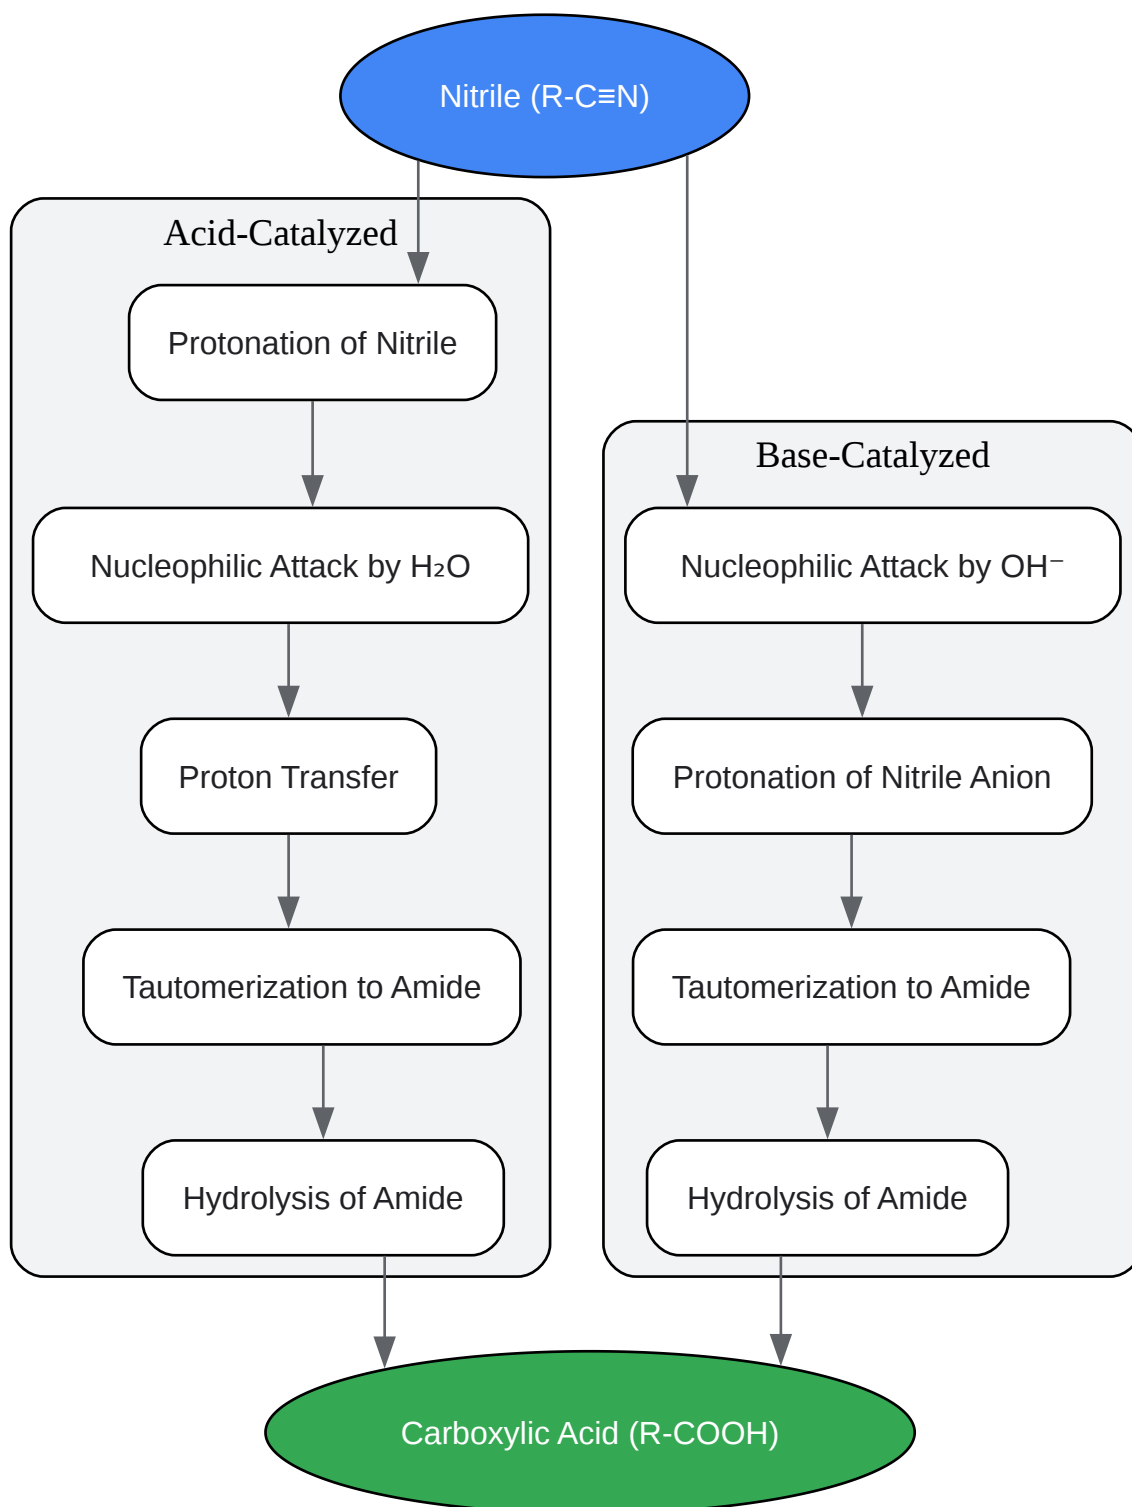 Nitrile (R-C≡N)
Acid-Catalyzed
Protonation of Nitrile
Nucleophilic Attack by H₂O
Proton Transfer
Tautomerization to Amide
Hydrolysis of Amide
Base-Catalyzed
Nucleophilic Attack by OH⁻
Protonation of Nitrile Anion
Tautomerization to Amide
Hydrolysis of Amide
Carboxylic Acid (R-COOH)